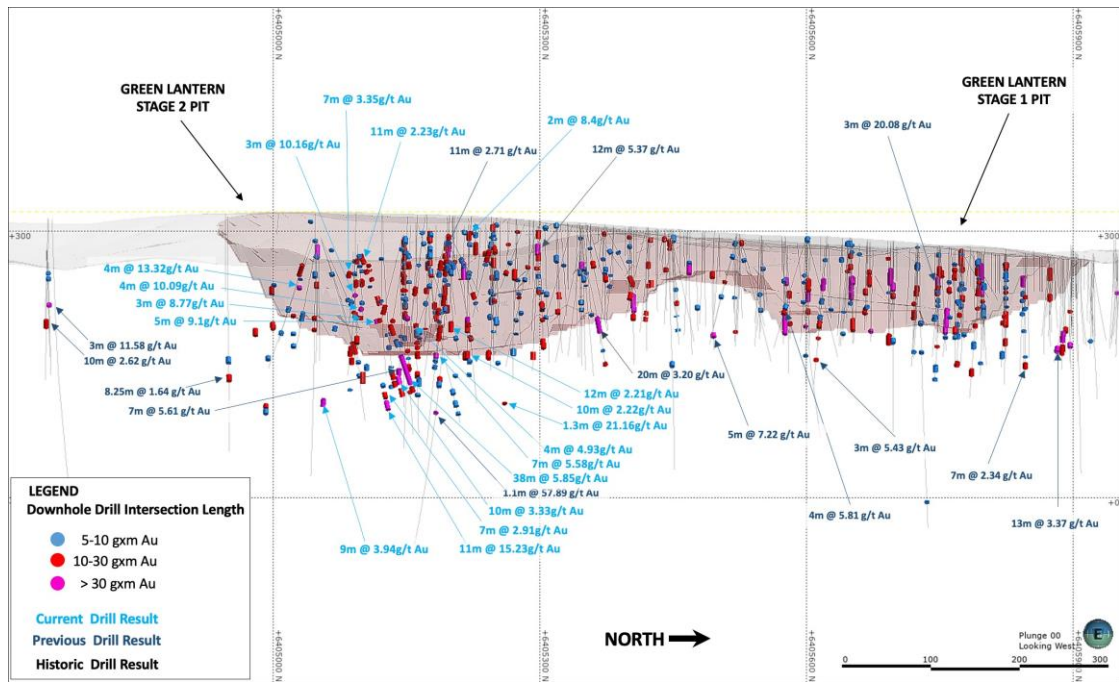 +6405000 N
+6405300 N
+6405600 N
+6405900 N
GREEN LANTERN
STAGE 2 PIT
GREEN LANTERN
STAGE 1 PIT
7m @ 3.35g/t Au
11m @ 2.23g/t Au
3m @ 10.16g/t Au
2m @ 8.4g/t Au
11m @ 2.71 g/t Au
12m @ 5.37 g/t Au
3m @ 20.08 g/t Au
+300
+300
4m @ 13.32g/t Au
4m @ 10.09g/t Au
3m @ 8.77g/t Au
5m @ 9.1g/t Au
3m @ 11.58 g/t Au
10m @ 2.62 g/t Au
8.25m @ 1.64 g/t Au
7m @ 5.61 g/t Au
20m @ 3.20 g/t Au
12m @ 2.21g/t Au
10m @ 2.22g/t Au
1.3m @ 21.16g/t Au
5m @ 7.22 g/t Au
3m @ 5.43 g/t Au
4m @ 4.93g/t Au
7m @ 5.58g/t Au
38m @ 5.85g/t Au
1.1m @ 57.89 g/t Au
7m @ 2.34 g/t Au
10m @ 3.33g/t Au
4m @ 5.81 g/t Au
13m @ 3.37 g/t Au
7m @ 2.91g/t Au
9m @ 3.94g/t Au
11m @ 15.23g/t Au
+0
LEGEND
Downhole Drill Intersection Length
5-10 gxm Au
10-30 gxm Au
> 30 gxm Au
Current Drill Result
Previous Drill Result
Historic Drill Result
NORTH
Plunge 00
Looking West
E
0 100 200 300
+6405000 N
+6405300 N
+6405600 N